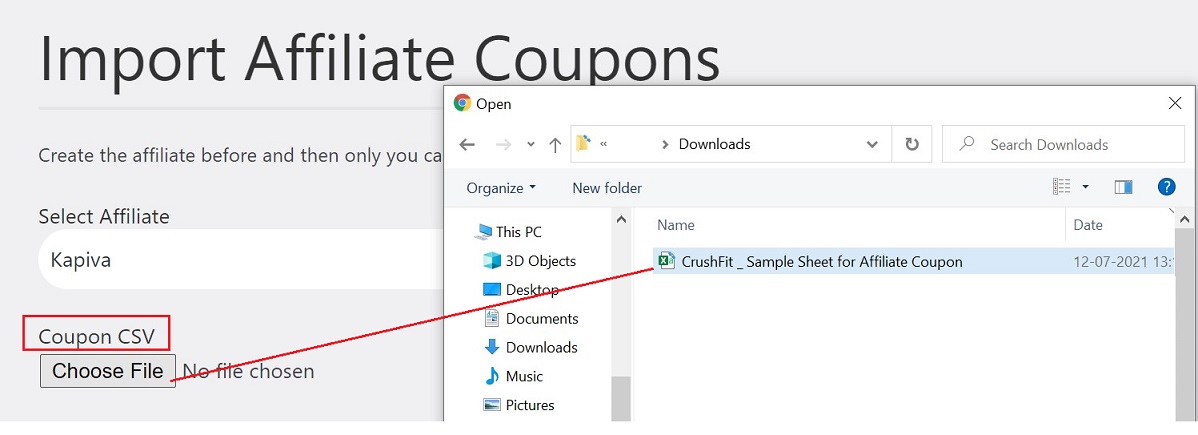 Import Affiliate Coupons
Create the affiliate before and then only you ca
Select Affiliate
Kapiva
Coupon CSV
Choose File No file chosen
Open
« > Downloads
Search Downloads
Organize
New folder
Name
Date
This PC
3D Objects
Desktop
Documents
Downloads
Music
Pictures
CrushFit _ Sample Sheet for Affiliate Coupon
12-07-2021 13: